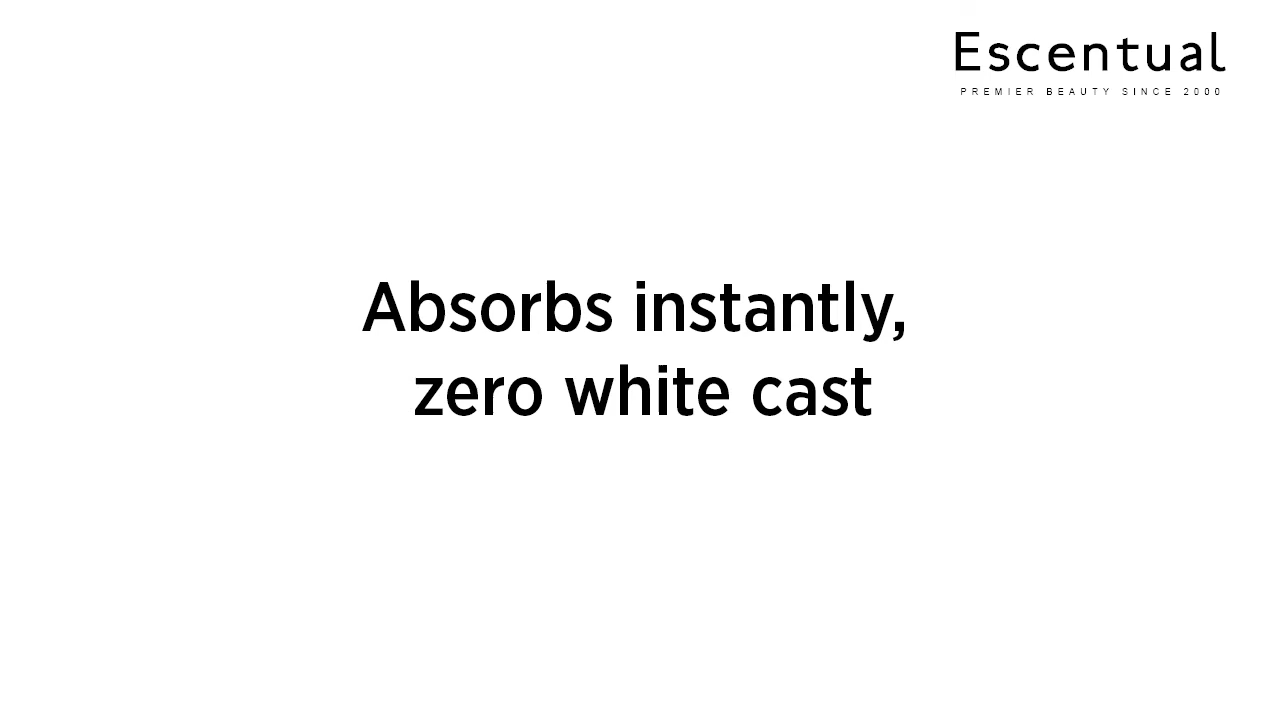 Escentual
PREMIER BEAUTY SINCE 2000
Absorbs instantly,
zero white cast